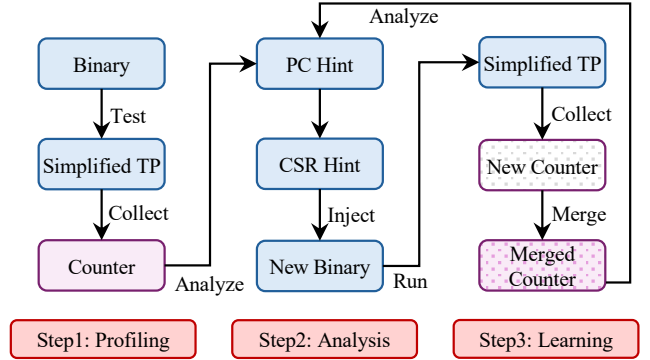 Binary
Test
Simplified TP
Collect
Counter
Analyze
Step1: Profiling
PC Hint
CSR Hint
Inject
New Binary
Run
Step2: Analysis
Analyze
Simplified TP
Collect
New Counter
Merge
Merged
Counter
Step3: Learning